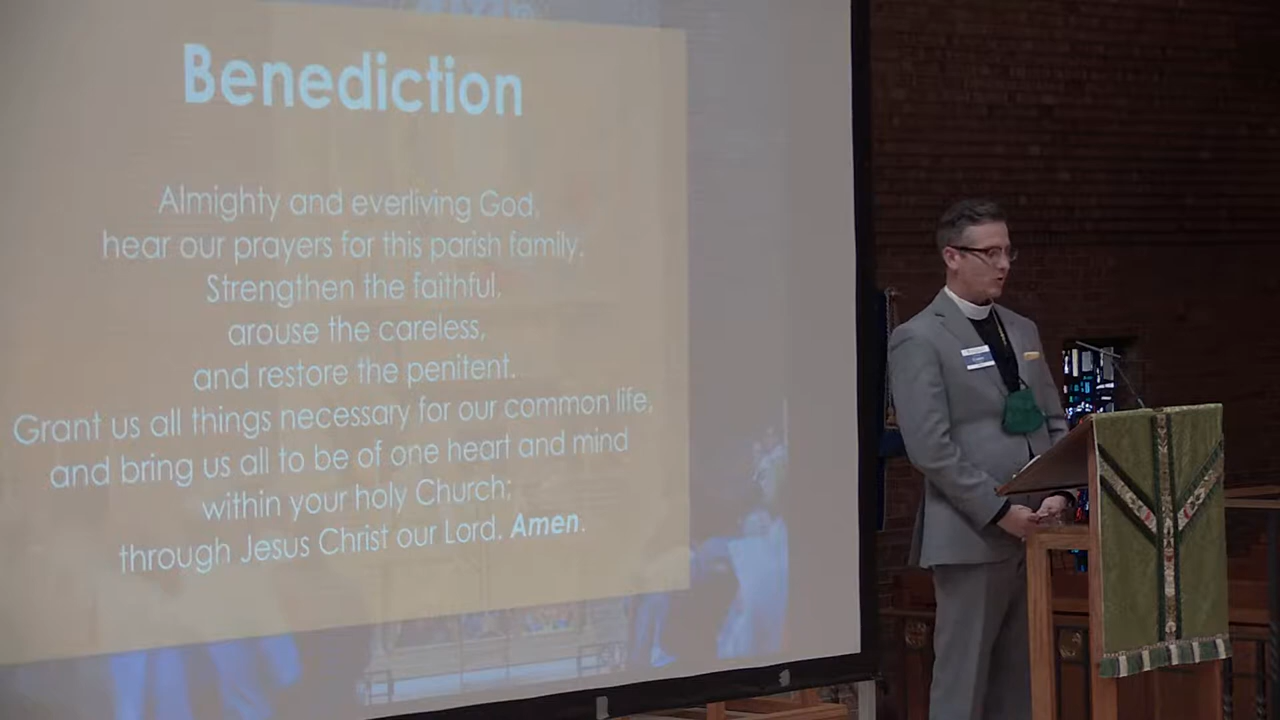 Benediction
Almighty and everliving God,
hear our prayers for this parish family.
Strengthen the faithful,
arouse the careless,
and restore the penitent.
Grant us all things necessary for our common life,
and bring us all to be of one heart and mind
within your holy Church;
through Jesus Christ our Lord. Amen.